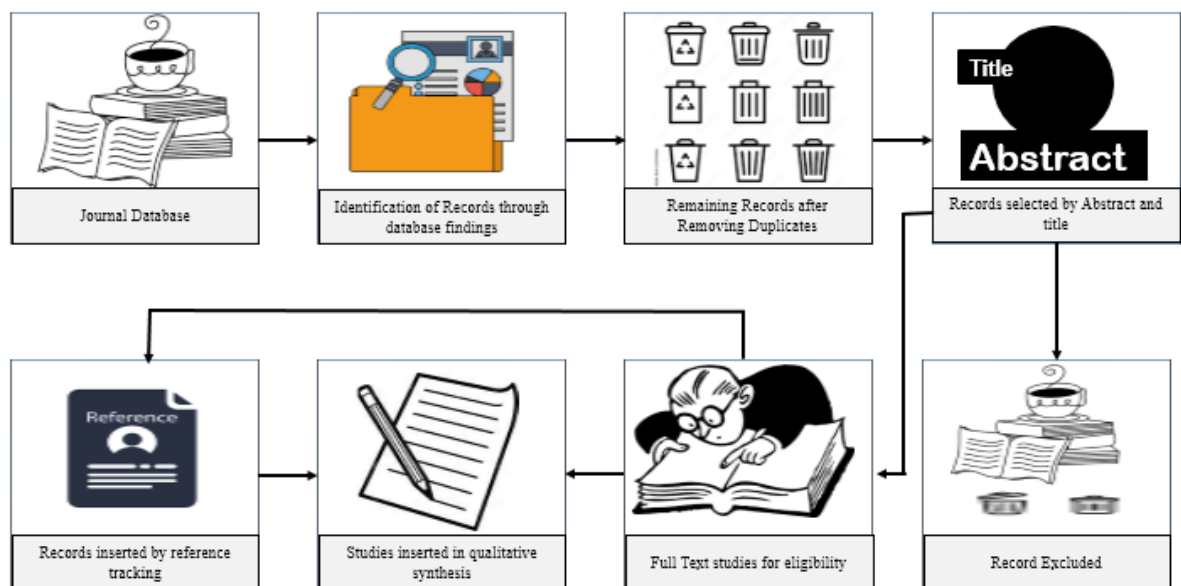 Title
Abstract
Journal Database
Identification of Records through
database findings
Remaining Records after
Removing Duplicates
Records selected by Abstract and
title
Reference
Records inserted by reference
tracking
Studies inserted in qualitative
synthesis
Full Text studies for eligibility
Record Excluded